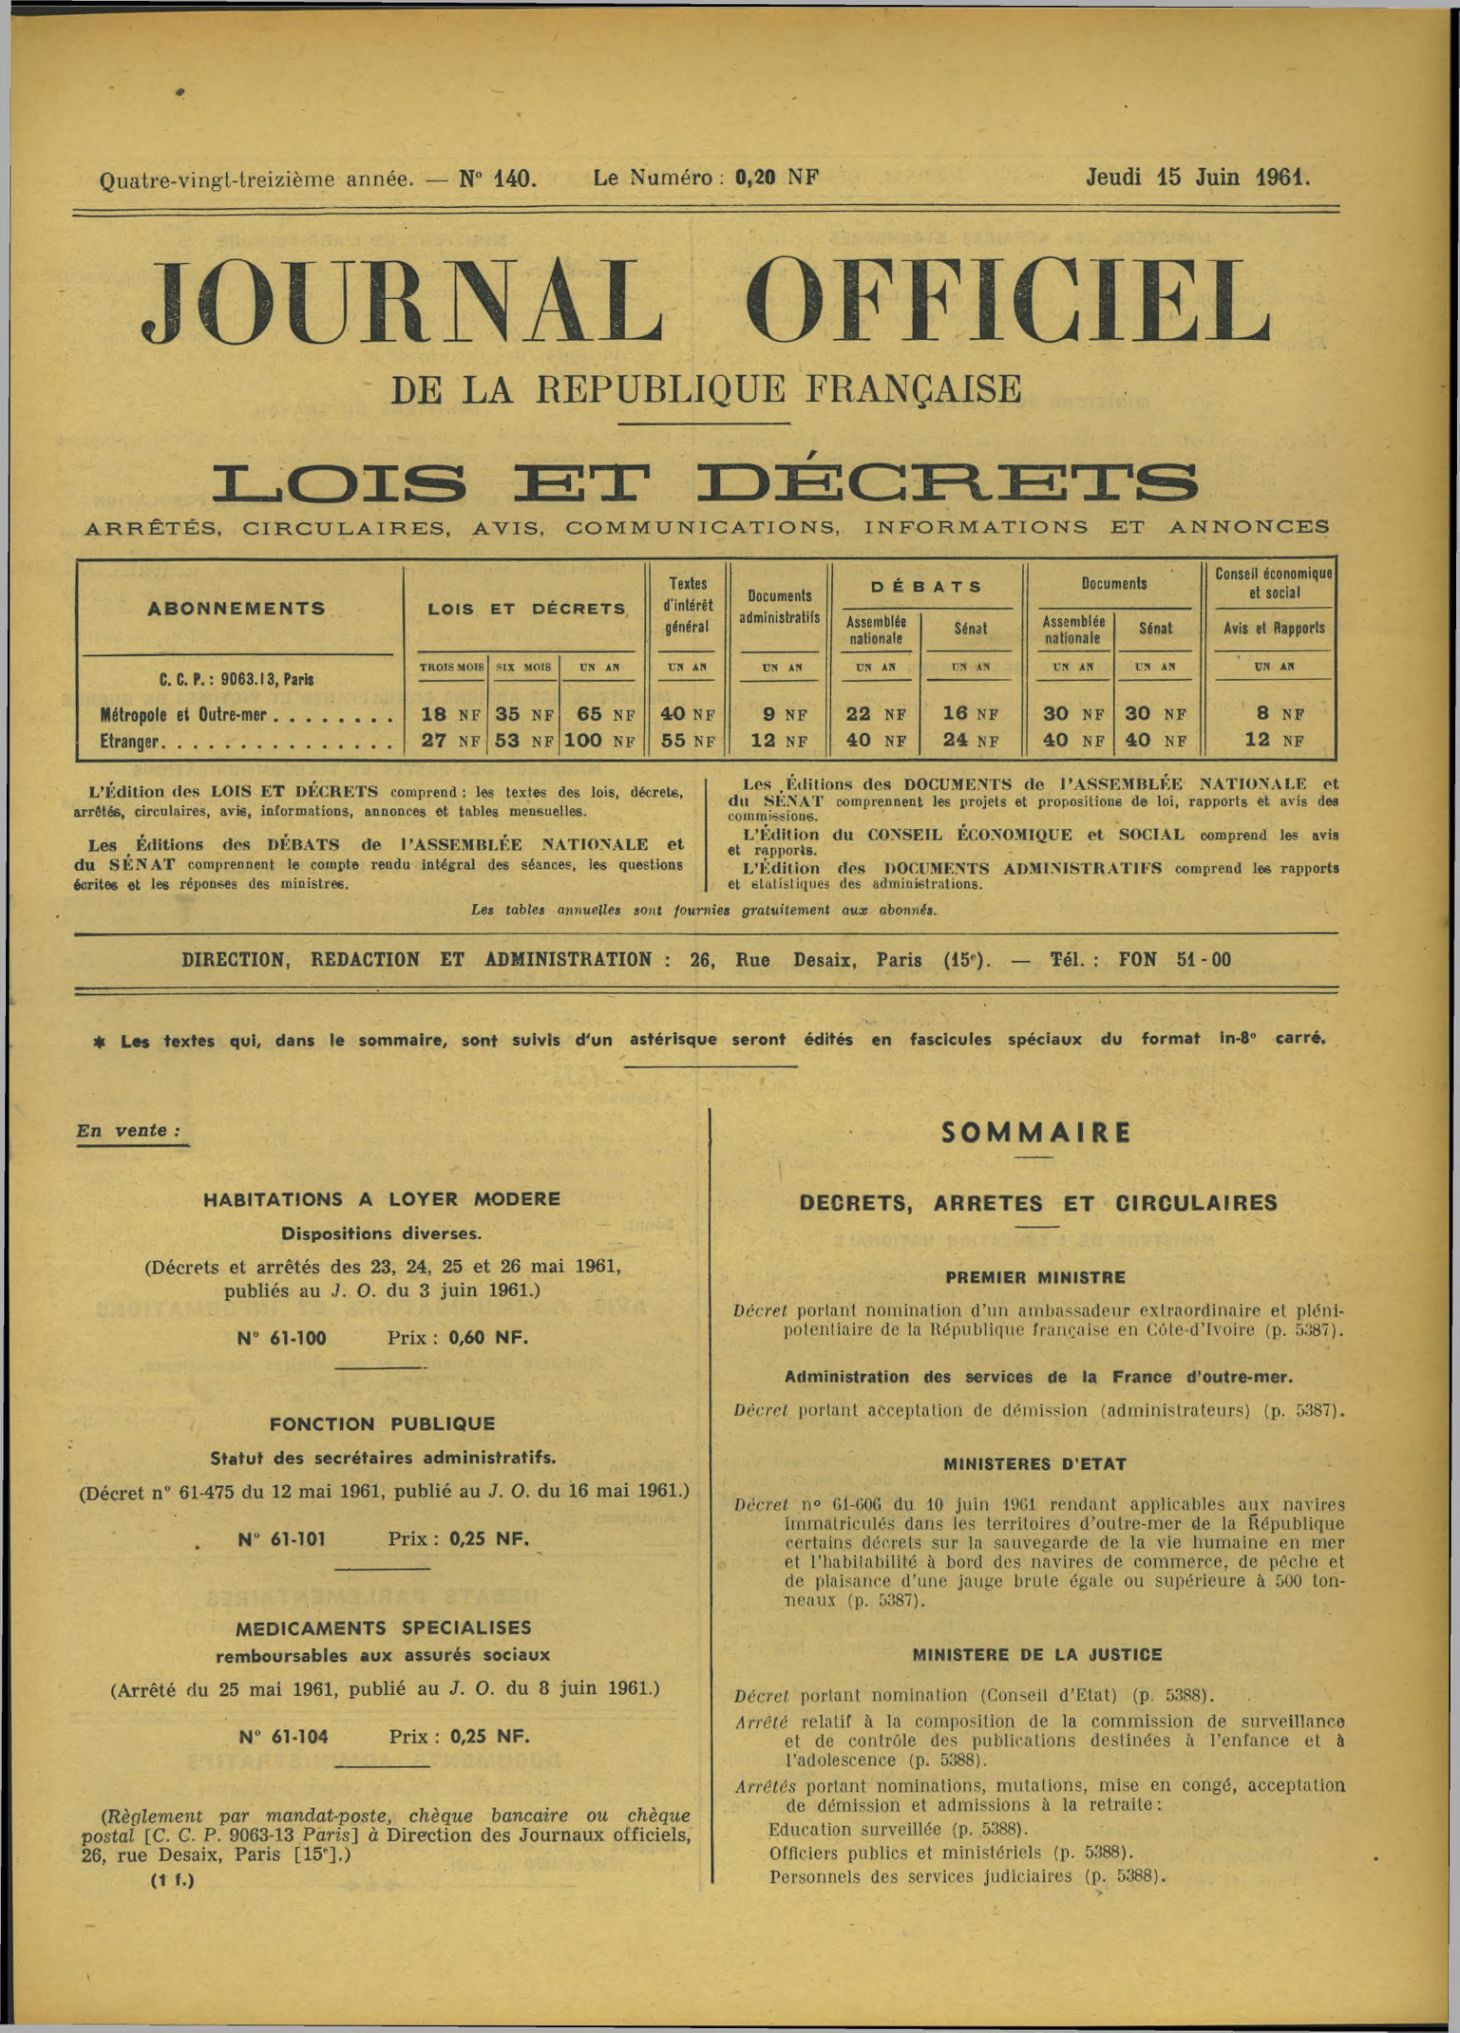 Quatre-vingt-treizième année. — N° 140. Le Numéro : 0,20 NF Jeudi 15 Juin 1961.
JOURNAL OFFICIEL
DE LA REPUBLIQUE FRANÇAISE
LOIS ET DÉCRETS
ARRÊTÉS, CIRCULAIRES, AVIS, COMMUNICATIONS, INFORMATIONS ET ANNONCES
ABONNEMENTS
LOIS ET DÉCRETS
Textes d'intérêt général
Documents administratifs
DÉBATS
Assemblée nationale
Sénat
Documents
Assemblée nationale
Sénat
Conseil économique et social
Avis et Rapports
C. C. P. : 9063.13, Paris
TROIS MOIS SIX MOIS UN AN UN AN UN AN UN AN UN AN UN AN UN AN UN AN
Métropole et Outre-mer . . . . . . . . 18 NF 35 NF 65 NF 40 NF 9 NF 22 NF 16 NF 30 NF 30 NF 8 NF
Etranger. . . . . . . . . . . . . . . 27 NF 53 NF 100 NF 55 NF 12 NF 40 NF 24 NF 40 NF 40 NF 12 NF
L'Édition des LOIS ET DÉCRETS comprend : les textes des lois, décrets,
arrêtés, circulaires, avis, informations, annonces et tables mensuelles.
Les Éditions des DÉBATS de l'ASSEMBLÉE NATIONALE et
du SÉNAT comprennent le compte rendu intégral des séances, les questions
écrites et les réponses des ministres.
Les Éditions des DOCUMENTS de l'ASSEMBLÉE NATIONALE et
du SÉNAT comprennent les projets et propositions de loi, rapports et avis des
commissions.
L'Édition du CONSEIL ÉCONOMIQUE et SOCIAL comprend les avis
et rapports.
L'Édition des DOCUMENTS ADMINISTRATIFS comprend les rapports
et statistiques des administrations.
Les tables annuelles sont fournies gratuitement aux abonnés.
DIRECTION, REDACTION ET ADMINISTRATION : 26, Rue Desaix, Paris (15e). — Tél. : FON 51-00
* Les textes qui, dans le sommaire, sont suivis d'un astérisque seront édités en fascicules spéciaux du format in-8° carré.
En vente :
HABITATIONS A LOYER MODERE
Dispositions diverses.
(Décrets et arrêtés des 23, 24, 25 et 26 mai 1961,
publiés au J. O. du 3 juin 1961.)
N° 61-100 Prix : 0,60 NF.
FONCTION PUBLIQUE
Statut des secrétaires administratifs.
(Décret n° 61-475 du 12 mai 1961, publié au J. O. du 16 mai 1961.)
N° 61-101 Prix : 0,25 NF.
MEDICAMENTS SPECIALISES
remboursables aux assurés sociaux
(Arrêté du 25 mai 1961, publié au J. O. du 8 juin 1961.)
N° 61-104 Prix : 0,25 NF.
(Règlement par mandat-poste, chèque bancaire ou chèque
postal [C. C. P. 9063-13 Paris] à Direction des Journaux officiels,
26, rue Desaix, Paris [15e].)
(1 f.)
SOMMAIRE
DECRETS, ARRETES ET CIRCULAIRES
PREMIER MINISTRE
Décret portant nomination d'un ambassadeur extraordinaire et pléni-
potentiaire de la République française en Côte-d'Ivoire (p. 5387).
Administration des services de la France d'outre-mer.
Décret portant acceptation de démission (administrateurs) (p. 5387).
MINISTERES D'ETAT
Décret n° 61-606 du 10 juin 1961 rendant applicables aux navires
immatriculés dans les territoires d'outre-mer de la République
certains décrets sur la sauvegarde de la vie humaine en mer
et l'habitabilité à bord des navires de commerce, de pêche et
de plaisance d'une jauge brute égale ou supérieure à 500 ton-
neaux (p. 5387).
MINISTERE DE LA JUSTICE
Décret portant nomination (Conseil d'Etat) (p. 5388).
Arrêté relatif à la composition de la commission de surveillance
et de contrôle des publications destinées à l'enfance et à
l'adolescence (p. 5388).
Arrêtés portant nominations, mutations, mise en congé, acceptation
de démission et admissions à la retraite :
Education surveillée (p. 5388).
Officiers publics et ministériels (p. 5388).
Personnels des services judiciaires (p. 5388).